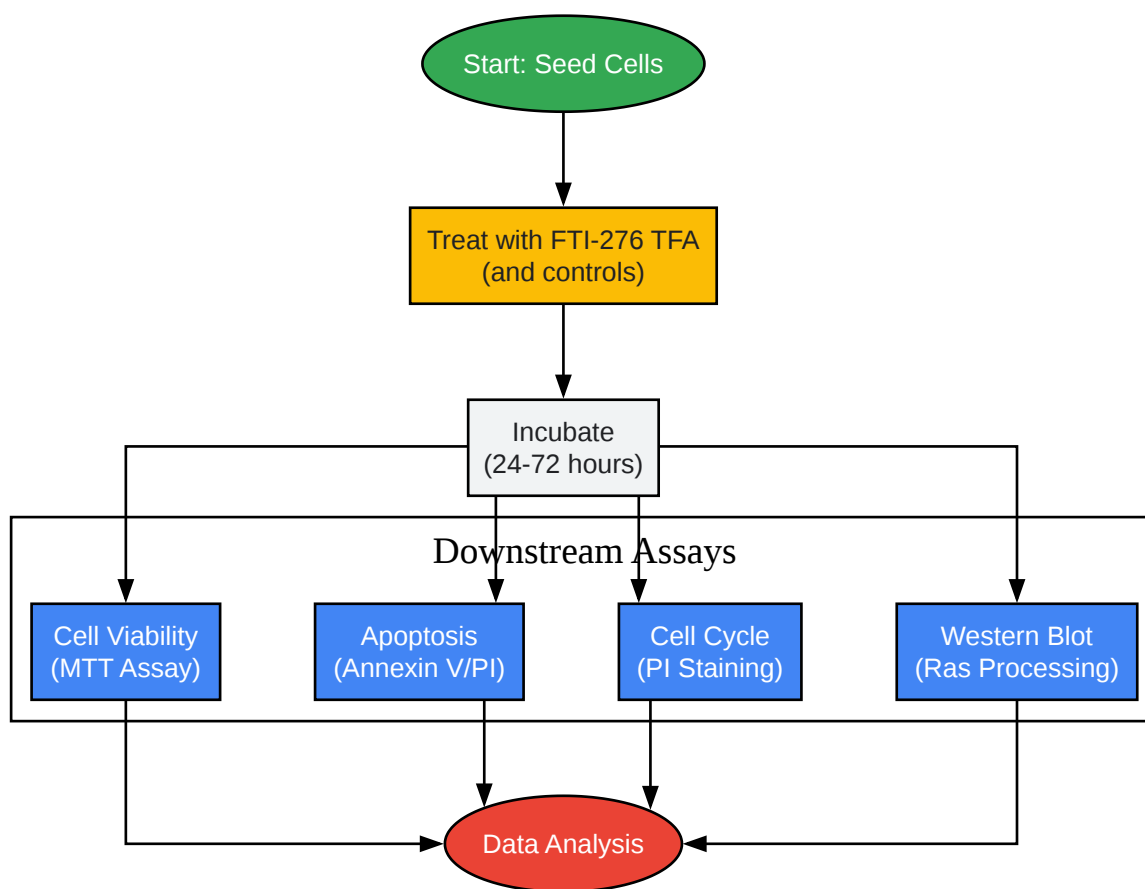 Start: Seed Cells
Treat with FTI-276 TFA
(and controls)
Incubate
(24-72 hours)
Downstream Assays
Cell Viability
(MTT Assay)
Apoptosis
(Annexin V/PI)
Cell Cycle
(PI Staining)
Western Blot
(Ras Processing)
Data Analysis